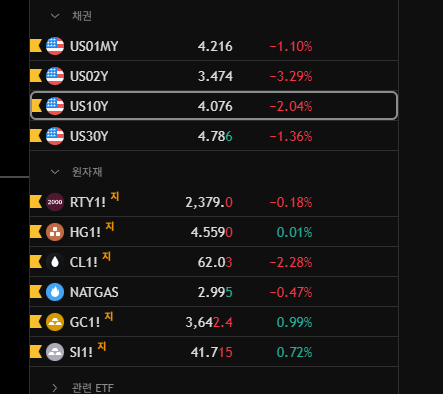 채권
US01MY 4.216 −1.10%
US02Y 3.474 −3.29%
US10Y 4.076 −2.04%
US30Y 4.786 −1.36%
원자재
2000 RTY1! 지 2,379.0 −0.18%
HG1! 지 4.5590 0.01%
CL1! 지 62.03 −2.28%
NATGAS 2.995 −0.47%
GC1! 지 3,642.4 0.99%
SI1! 지 41.715 0.72%
관련 ETF